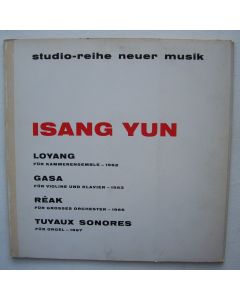 studio-reihe neuer musik
ISANG YUN
LOYANG
FÜR KAMMERENSEMBLE – 1962
GASA
FÜR VIOLINE UND KLAVIER – 1963
RÉAK
FÜR GROSSES ORCHESTER – 1966
TUYAUX SONORES
FÜR ORGEL – 1967